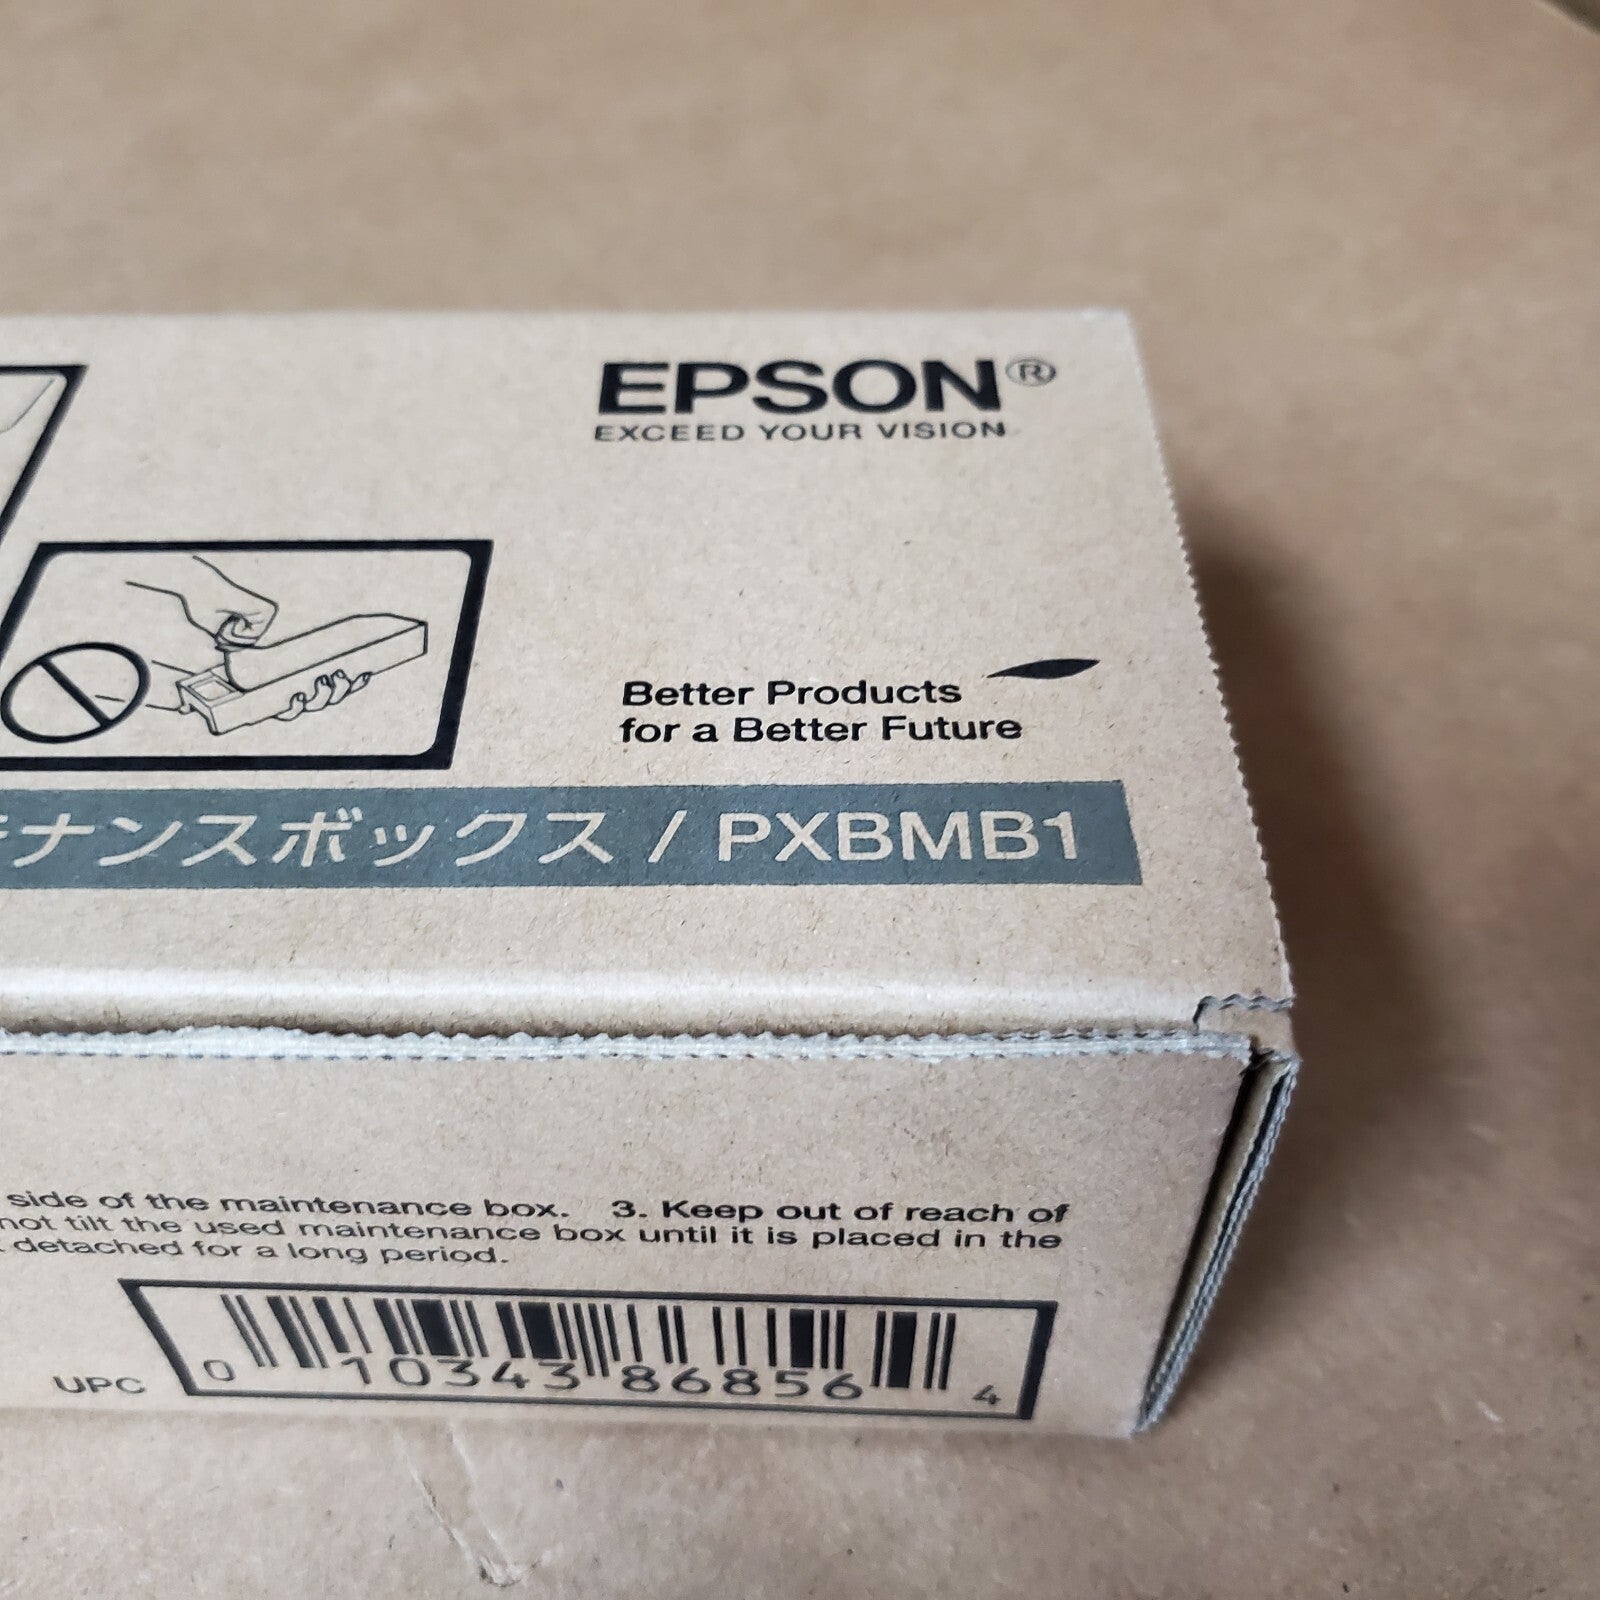 EPSON®
EXCEED YOUR VISION
Better Products
for a Better Future
ナンスボックス / PXBMB1
side of the maintenance box. 3. Keep out of reach of
not tilt the used maintenance box until it is placed in the
detached for a long period.
UPC
0 10343 86856 4